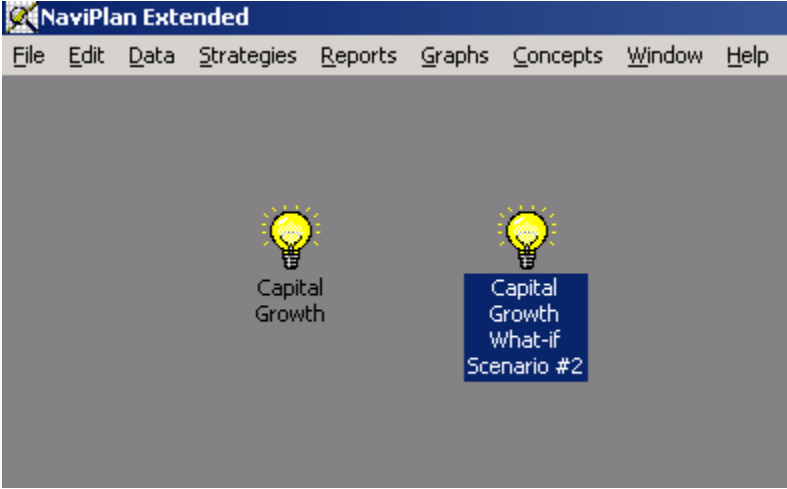 NaviPlan Extended
File Edit Data Strategies Reports Graphs Concepts Window Help
Capital
Growth
Capital
Growth
What-if
Scenario #2